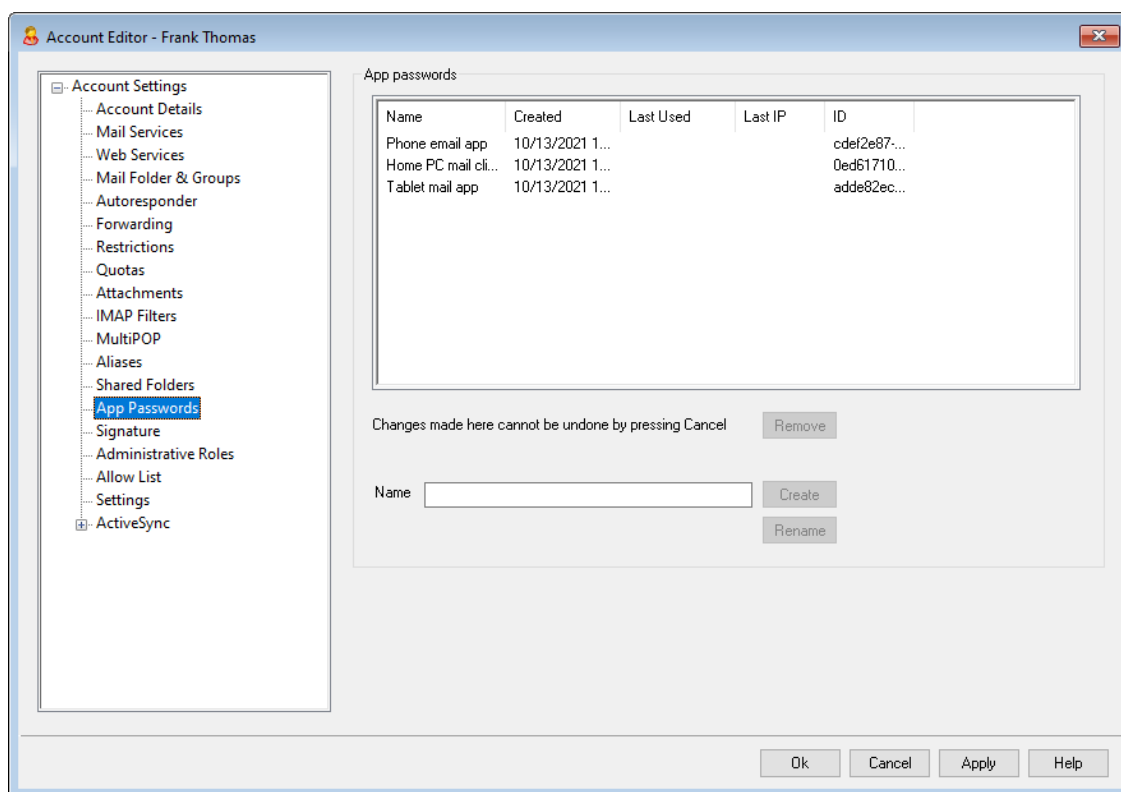 Account Editor - Frank Thomas
Account Settings
Account Details
Mail Services
Web Services
Mail Folder & Groups
Autoresponder
Forwarding
Restrictions
Quotas
Attachments
IMAP Filters
MultiPOP
Aliases
Shared Folders
App Passwords
Signature
Administrative Roles
Allow List
Settings
ActiveSync
App passwords
Name Created Last Used Last IP ID
Phone email app 10/13/2021 1... cdef2e87-...
Home PC mail cli... 10/13/2021 1... 0ed61710...
Tablet mail app 10/13/2021 1... adde82ec...
Changes made here cannot be undone by pressing Cancel Remove
Name Create
Rename
Ok Cancel Apply Help